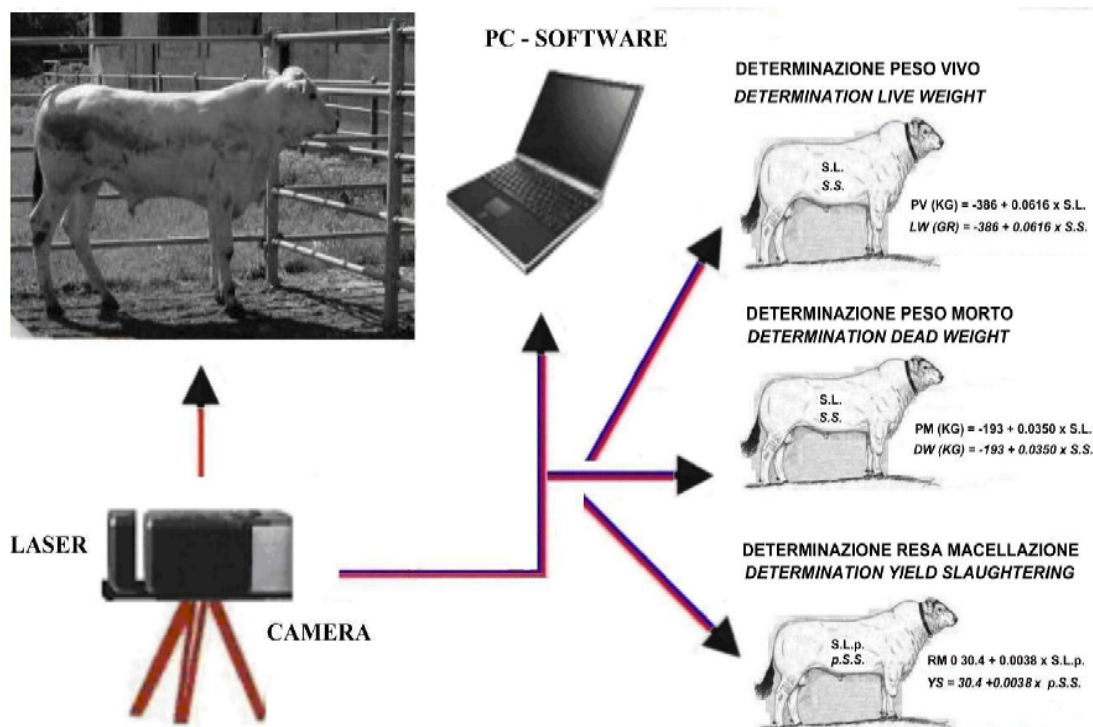 PC - SOFTWARE
DETERMINAZIONE PESO VIVO
DETERMINATION LIVE WEIGHT
S.L.
S.S.
PV (KG) = -386 + 0.0616 x S.L.
LW (GR) = -386 + 0.0616 x S.S.
DETERMINAZIONE PESO MORTO
DETERMINATION DEAD WEIGHT
S.L.
S.S.
PM (KG) = -193 + 0.0350 x S.L.
DW (KG) = -193 + 0.0350 x S.S.
LASER
CAMERA
DETERMINAZIONE RESA MACELLAZIONE
DETERMINATION YIELD SLAUGHTERING
S.L.p.
p.S.S.
RM 0 30.4 + 0.0038 x S.L.p.
YS = 30.4 +0.0038 x p.S.S.